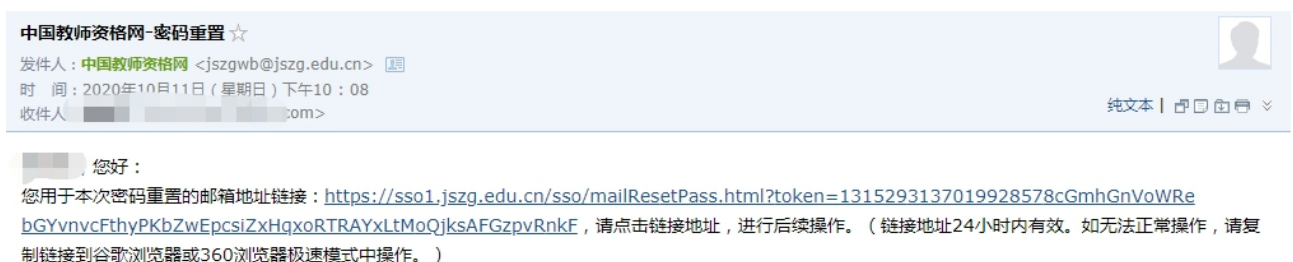 中国教师资格网-密码重置☆
发件人：中国教师资格网 <jszgwb@jszg.edu.cn>
时 间：2020年10月11日（星期日）下午10：08
收件人 com>
纯文本 |
，您好：
您用于本次密码重置的邮箱地址链接：https://sso1.jszg.edu.cn/sso/mailResetPass.html?token=1315293137019928578cGmhGnVoWRe
bGYvnvcFthyPKbZwEpcsiZxHqxoRTRAYxLtMoQjksAFGzpvRnkF，请点击链接地址，进行后续操作。（链接地址24小时内有效。如无法正常操作，请复
制链接到谷歌浏览器或360浏览器极速模式中操作。）